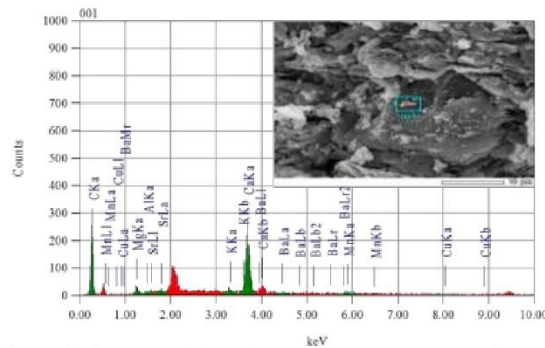 001
1000
900
800
700
600
500
400
300
200
100
0
Counts
CKa
MnLl
MnLa
CuLl
CuLa
BaMr
MgKa
AlKa
SrLl
SrLa
KKa
KKb
CaKa
CaKb
BaLl
BaLa
BaLb
BaLb2
BaLr
MnKa
BaLr2
MnKb
CuKa
CuKb
0.00 1.00 2.00 3.00 4.00 5.00 6.00 7.00 8.00 9.00 10.00
keV